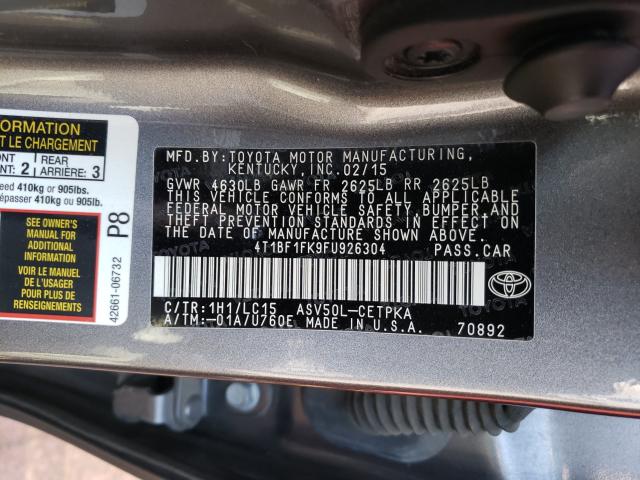 ORMATION
T LE CHARGEMENT
ONT 2 REAR ARRIÈRE: 3
eed 410kg or 905lbs.
épasser 410kg ou 905lb.
SEE OWNER'S
MANUAL FOR
ADDITIONAL
INFORMATION
VOIR LE MANUEL
DE L'USAGER
POUR PLUS DE
RENSEIGNEMENTS
P8
42661-06732
MFD. BY: TOYOTA MOTOR MANUFACTURING,
KENTUCKY, INC. 02/15
GVWR 4630LB GAWR FR 2625LB RR 2625LB
THIS VEHICLE CONFORMS TO ALL APPLICABLE
FEDERAL MOTOR VEHICLE SAFETY, BUMPER, AND
THEFT PREVENTION STANDARDS IN EFFECT ON
THE DATE OF MANUFACTURE SHOWN ABOVE.
4T1BF1FK9FU926304 PASS. CAR
C/TR: 1H1/LC15 ASV50L-CETPKA
A/TM: -01A/U760E MADE IN U.S.A. 70892
TOYOTA